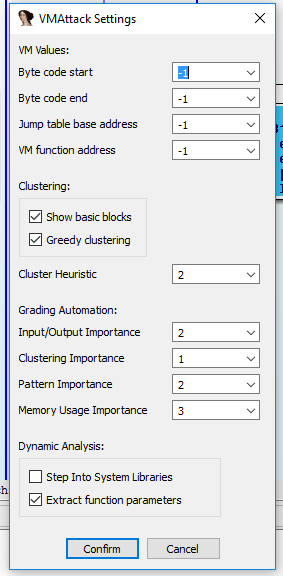 VMAttack Settings
VM Values:
Byte code start -1
Byte code end -1
Jump table base address -1
VM function address -1
Clustering:
Show basic blocks
Greedy clustering
Cluster Heuristic 2
Grading Automation:
Input/Output Importance 2
Clustering Importance 1
Pattern Importance 2
Memory Usage Importance 3
Dynamic Analysis:
Step Into System Libraries
Extract function parameters
Confirm Cancel